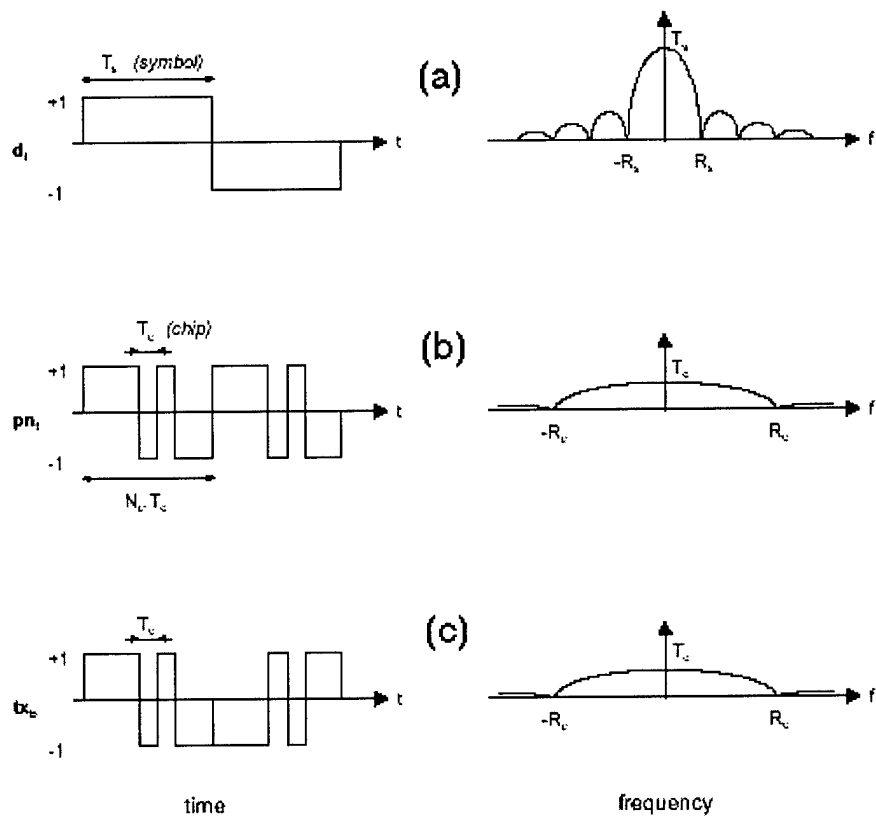 T_s (symbol)
+1
d_t
-1
t
(a)
T_s
-R_s
R_s
f
T_c (chip)
+1
pn_t
-1
t
N_c.T_c
(b)
T_c
-R_c
R_c
f
T_c
+1
tx_b
-1
t
(c)
T_c
-R_c
R_c
f
time
frequency